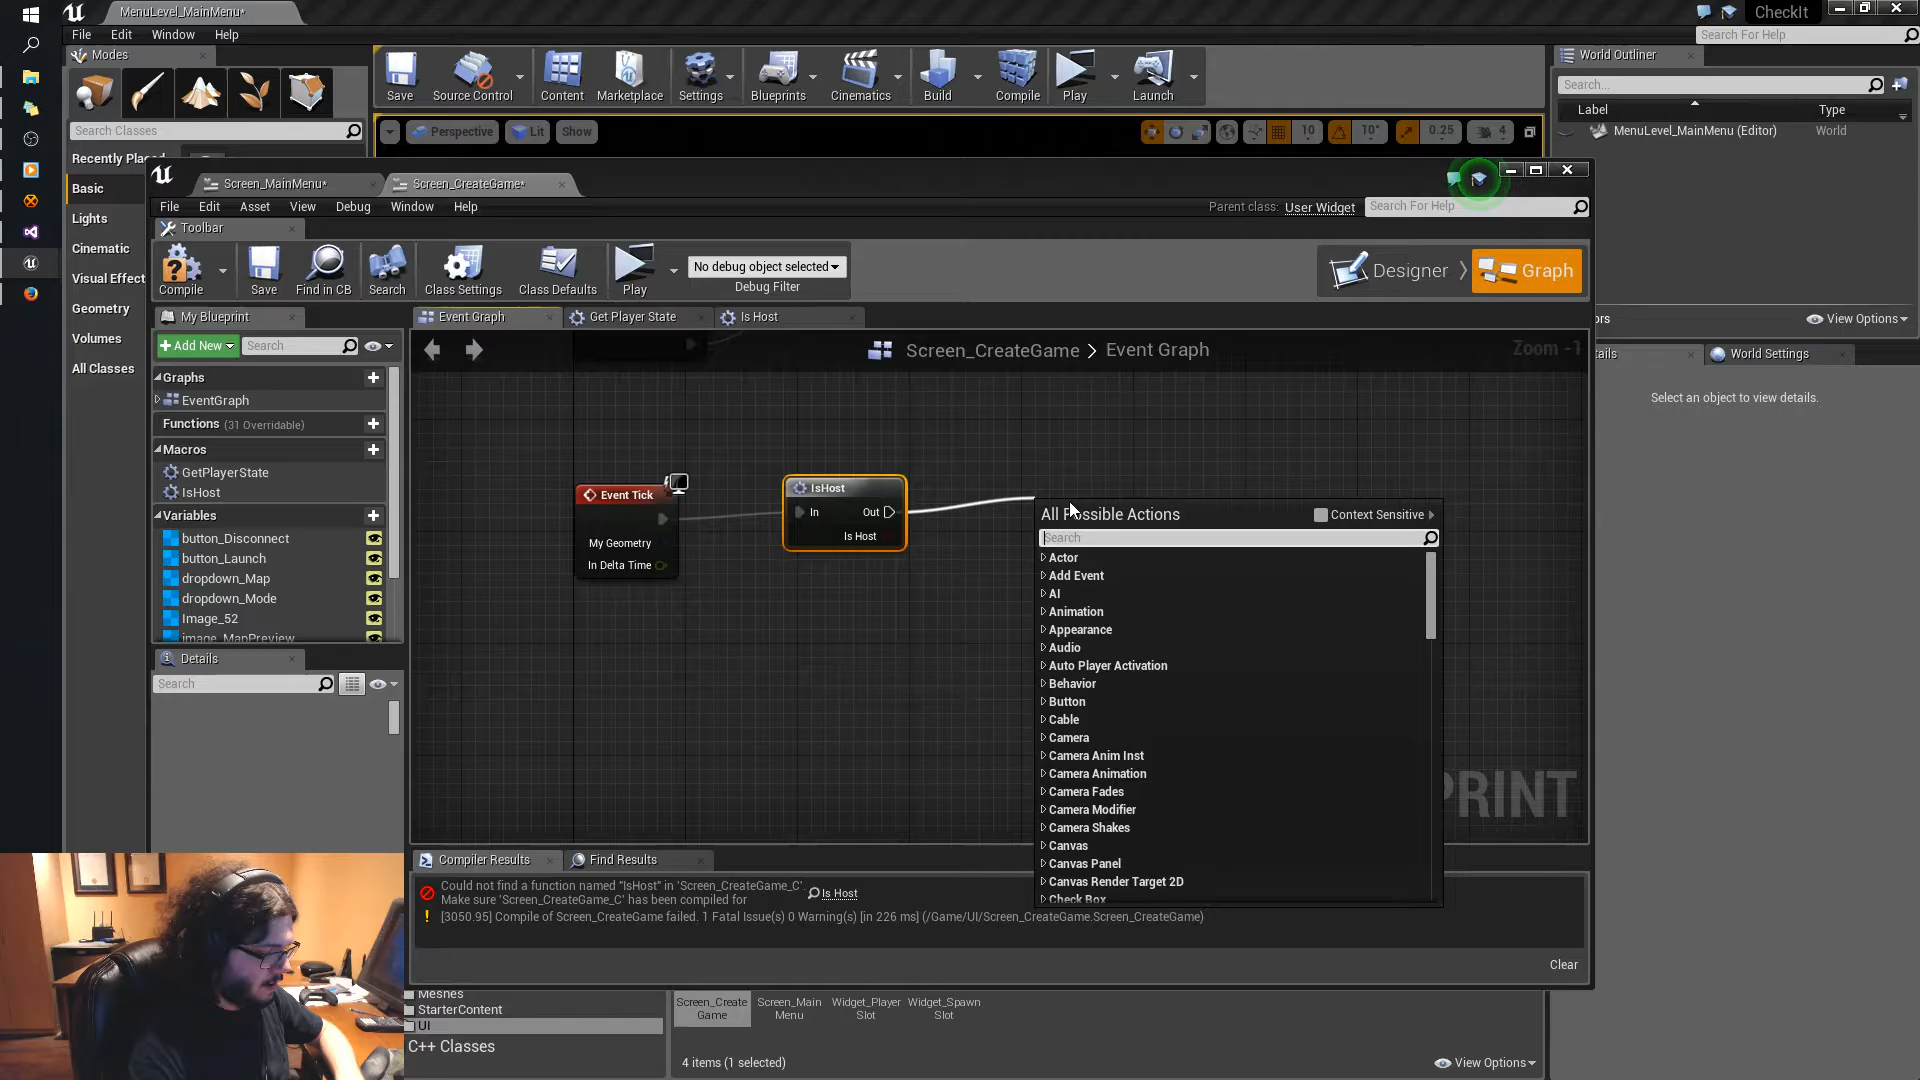 MenuLevel_MainMenu*
CheckIt
File Edit Window Help
Search For Help
Modes
World Outliner
Save Source Control Content Marketplace Settings Blueprints Cinematics Build Compile Play Launch
Search...
Label Type
Search Classes
Perspective Lit Show
10 10° 0.25 4
MenuLevel_MainMenu (Editor) World
Recently Placed
Basic
Lights
Cinematic
Visual Effect
Geometry
Volumes
All Classes
Screen_MainMenu* Screen_CreateGame*
File Edit Asset View Debug Window Help
Parent class: User Widget Search For Help
Toolbar
Compile Save Find in CB Search Class Settings Class Defaults Play
No debug object selected
Debug Filter
Designer Graph
My Blueprint
Event Graph Get Player State Is Host
ors View Options
Add New Search
Screen_CreateGame > Event Graph
Zoom -1
tails World Settings
Select an object to view details.
Graphs
EventGraph
Functions (31 Overridable)
Macros
GetPlayerState
IsHost
Variables
button_Disconnect
button_Launch
dropdown_Map
dropdown_Mode
Image_52
image_MapPreview
Details
Search
Event Tick
My Geometry
In Delta Time
IsHost
In Out
Is Host
All Possible Actions Context Sensitive
Search
Actor
Add Event
AI
Animation
Appearance
Audio
Auto Player Activation
Behavior
Button
Cable
Camera
Camera Anim Inst
Camera Animation
Camera Fades
Camera Modifier
Camera Shakes
Canvas
Canvas Panel
Canvas Render Target 2D
Check Box
PRINT
Compiler Results Find Results
Could not find a function named "IsHost" in 'Screen_CreateGame_C'.
Make sure 'Screen_CreateGame_C' has been compiled for Is Host
[3050.95] Compile of Screen_CreateGame failed. 1 Fatal Issue(s) 0 Warning(s) [in 226 ms] (/Game/UI/Screen_CreateGame.Screen_CreateGame)
Clear
Meshes
StarterContent
UI
C++ Classes
Screen_Create Game
Screen_Main Menu
Widget_Player Slot
Widget_Spawn Slot
4 items (1 selected)
View Options